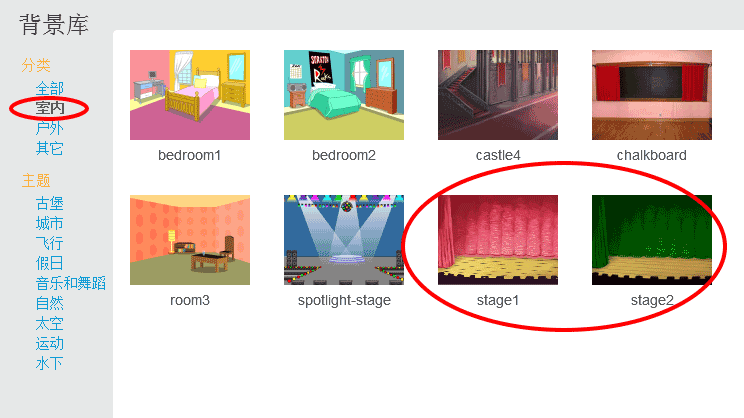 背景库
分类
全部
室内
户外
其它
主题
古堡
城市
飞行
假日
音乐和舞蹈
自然
太空
运动
水下
bedroom1
bedroom2
castle4
chalkboard
room3
spotlight-stage
stage1
stage2